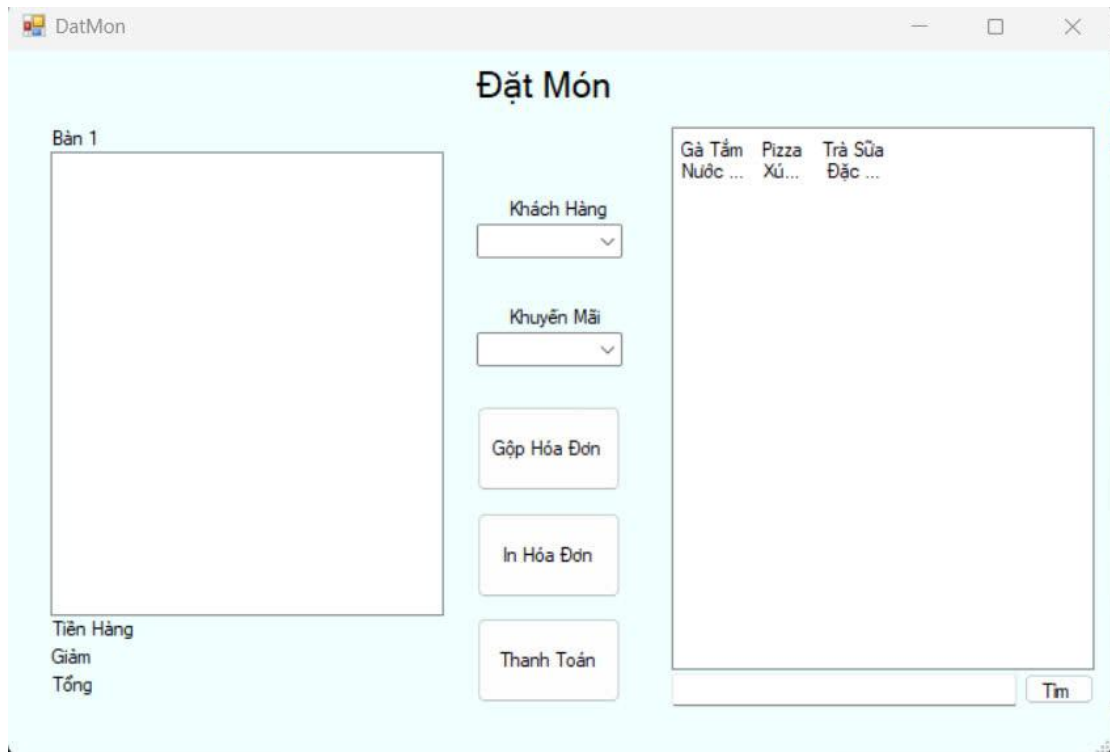 DatMon
Đặt Món
Bàn 1
Khách Hàng
Khuyến Mãi
Gộp Hóa Đơn
In Hóa Đơn
Thanh Toán
Tiền Hàng
Giảm
Tổng
Gà Tắm Pizza Trà Sữa
Nước ... Xú... Đặc ...
Tìm